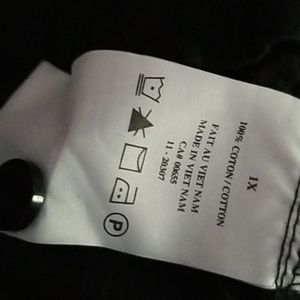 1X
100% COTON / COTTON
FAIT AU VIET NAM
MADE IN VIET NAM
CA# 00655
11 - 20307
P